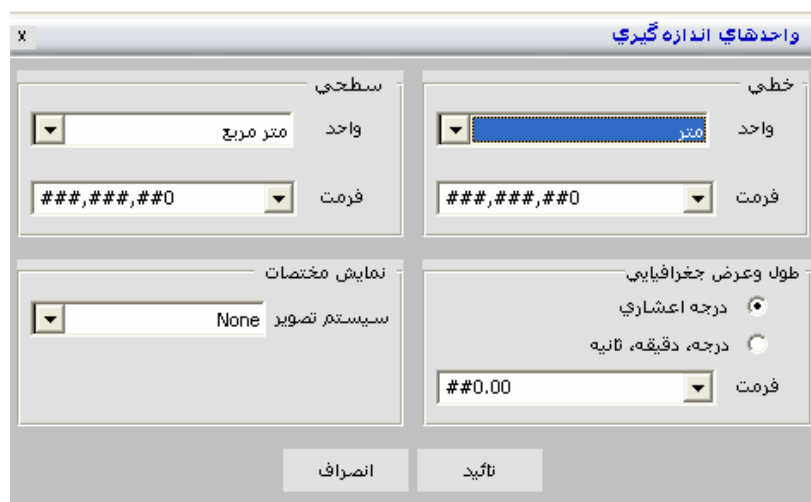 واحدهاي اندازه گيري
x
خطي
واحد
متر
فرمت
###,###,##0
سطحي
واحد
متر مربع
فرمت
###,###,##0
طول وعرض جغرافيايي
درجه اعشاري
درجه، دقيقه، ثانيه
فرمت
##0.00
نمايش مختصات
سيستم تصوير
None
تائيد
انصراف